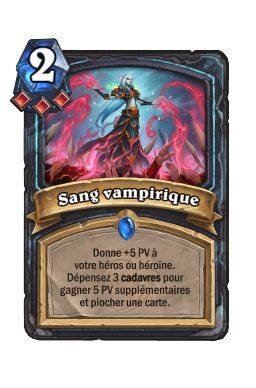 2
Sang vampirique
Donne +5 PV à
votre héros ou héroïne.
Dépensez 3 cadavres pour
gagner 5 PV supplémentaires
et piocher une carte.